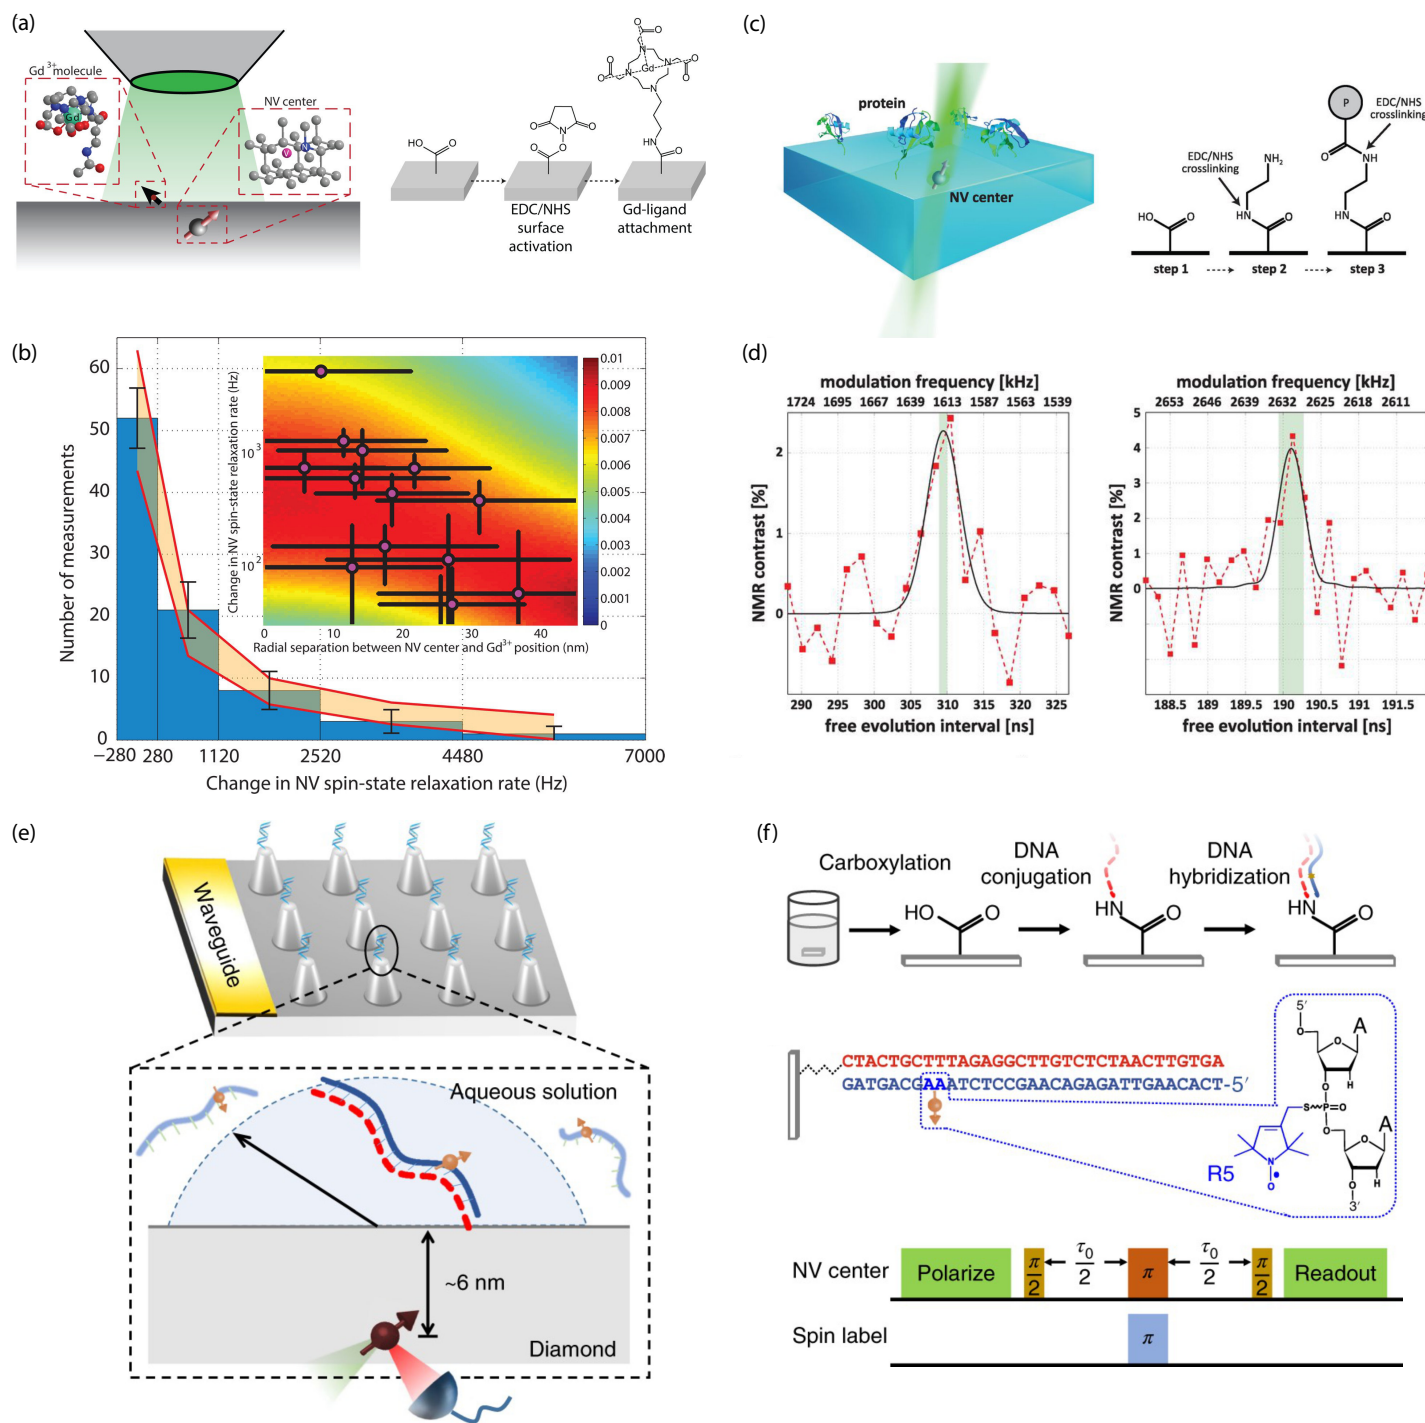 (a)
Gd 3+ molecule
Gd
NV center
V
N
HO
O
O
N
O
O
O
EDC/NHS
surface
activation
O
O
O
O
N
N
Gd
N
N
O
O
HN
O
Gd-ligand
attachment
(c)
protein
NV center
P
EDC/NHS
crosslinking
O
NH
EDC/NHS
crosslinking
NH2
HO
O
HN
O
HN
O
step 1
step 2
step 3
(b)
Number of measurements
60
50
40
30
20
10
0
−280
280
1120
2520
4480
7000
Change in NV spin-state relaxation rate (Hz)
Change in NV spin-state relaxation rate (Hz)
10^3
10^2
0
10
20
30
40
Radial separation between NV center and Gd3+ position (nm)
0.01
0.009
0.008
0.007
0.006
0.005
0.004
0.003
0.002
0.001
0
(d)
modulation frequency [kHz]
1724 1695 1667 1639 1613 1587 1563 1539
NMR contrast [%]
2
1
0
290 295 300 305 310 315 320 325
free evolution interval [ns]
modulation frequency [kHz]
2653 2646 2639 2632 2625 2618 2611
NMR contrast [%]
5
4
3
2
1
0
188.5 189 189.5 190 190.5 191 191.5
free evolution interval [ns]
(e)
Waveguide
Aqueous solution
~6 nm
Diamond
(f)
Carboxylation
DNA
conjugation
DNA
hybridization
HO
O
HN
O
HN
O
CTACTGCTTTAGAGGCTTGTCTCTAACTTGTGA
GATGACGAAATCTCCGAACAGAGATTGAACACT-5′
5′
O
A
O
H
O
S
P
O
O
A
O
H
O
3′
R5
N
O
NV center
Polarize
π/2
τ0/2
π
τ0/2
π/2
Readout
Spin label
π